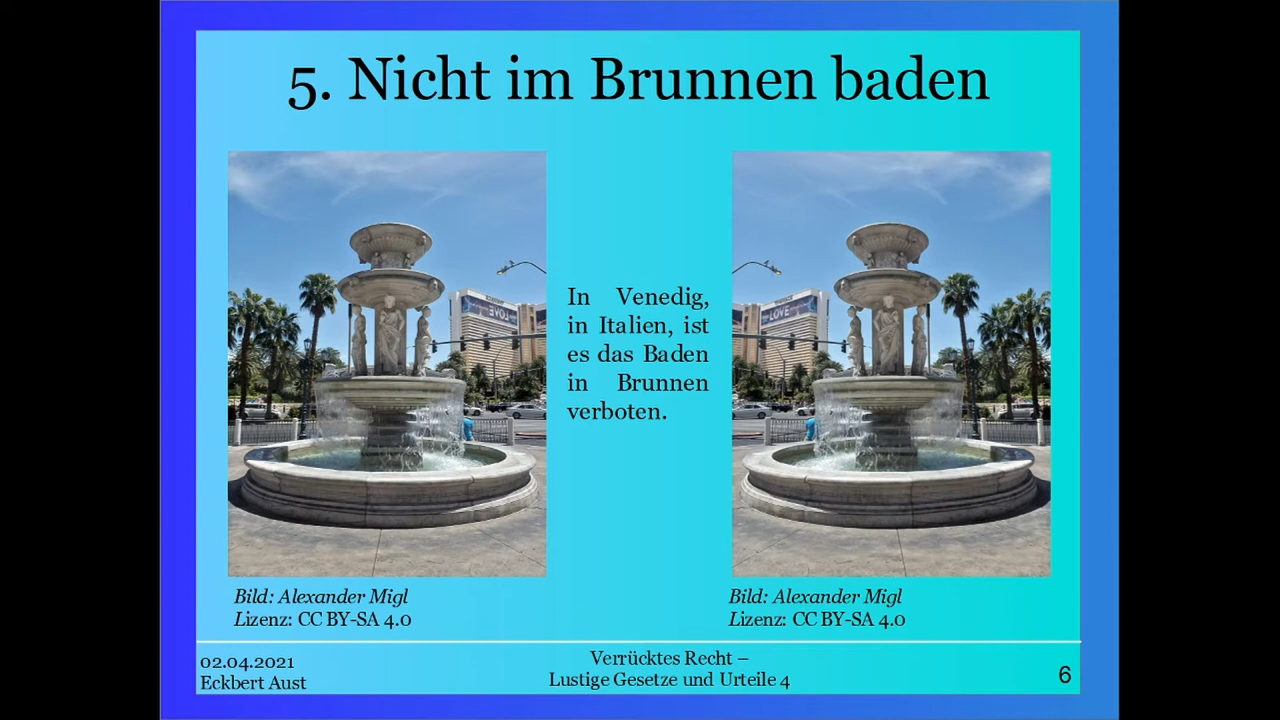 5. Nicht im Brunnen baden
LOVE
In Venedig,
in Italien, ist
es das Baden
in Brunnen
verboten.
LOVE
Bild: Alexander Migl
Lizenz: CC BY-SA 4.0
Bild: Alexander Migl
Lizenz: CC BY-SA 4.0
02.04.2021
Eckbert Aust
Verrücktes Recht –
Lustige Gesetze und Urteile 4
6